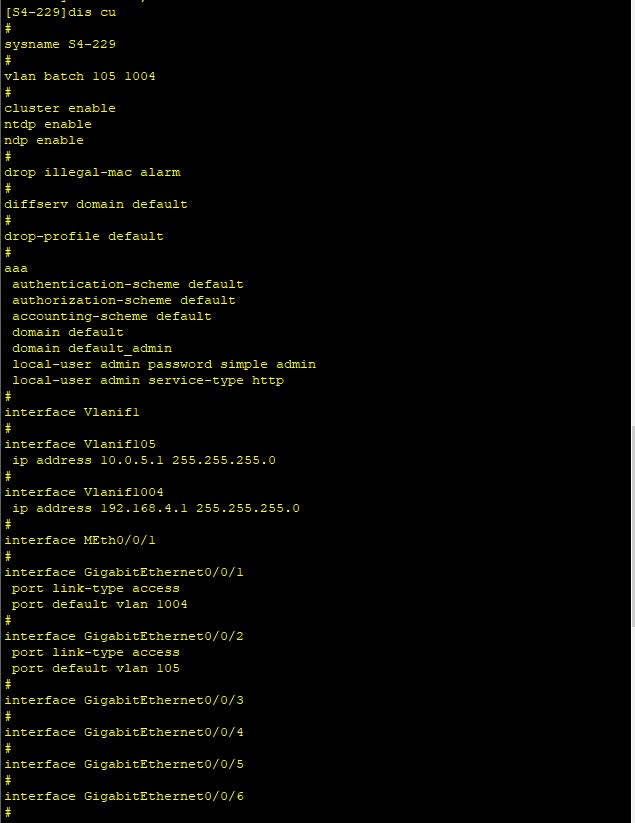 [S4-229]dis cu
#
sysname S4-229
#
vlan batch 105 1004
#
cluster enable
ntdp enable
ndp enable
#
drop illegal-mac alarm
#
diffserv domain default
#
drop-profile default
#
aaa
 authentication-scheme default
 authorization-scheme default
 accounting-scheme default
 domain default
 domain default_admin
 local-user admin password simple admin
 local-user admin service-type http
#
interface Vlanif1
#
interface Vlanif105
 ip address 10.0.5.1 255.255.255.0
#
interface Vlanif1004
 ip address 192.168.4.1 255.255.255.0
#
interface MEth0/0/1
#
interface GigabitEthernet0/0/1
 port link-type access
 port default vlan 1004
#
interface GigabitEthernet0/0/2
 port link-type access
 port default vlan 105
#
interface GigabitEthernet0/0/3
#
interface GigabitEthernet0/0/4
#
interface GigabitEthernet0/0/5
#
interface GigabitEthernet0/0/6
#